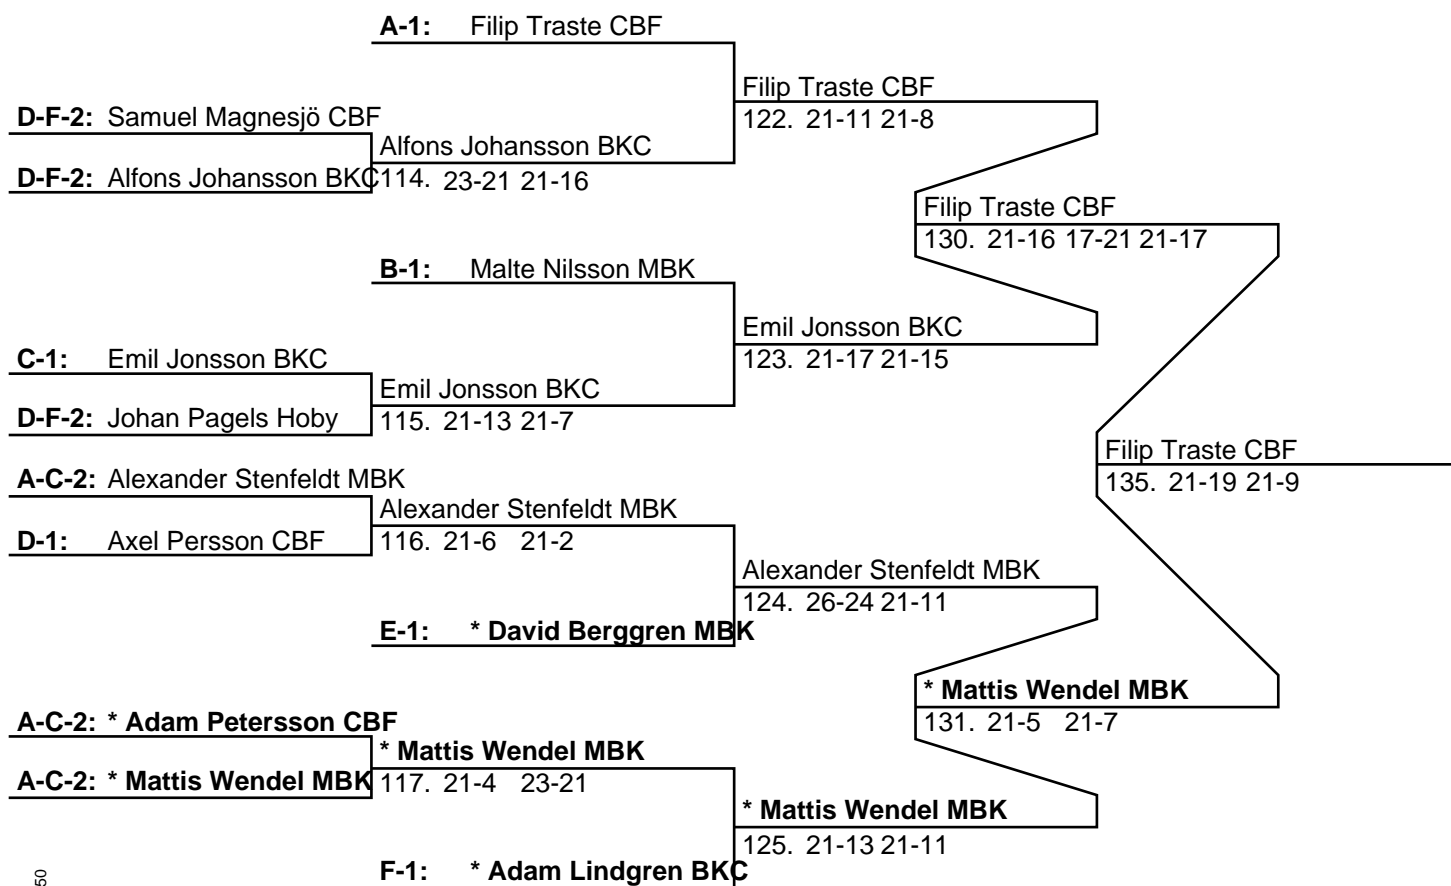 A-1: Filip Traste CBF
Filip Traste CBF
D-F-2: Samuel Magnesjö CBF
122. 21-11 21-8
Alfons Johansson BKC
D-F-2: Alfons Johansson BKC
114. 23-21 21-16
Filip Traste CBF
130. 21-16 17-21 21-17
B-1: Malte Nilsson MBK
Emil Jonsson BKC
C-1: Emil Jonsson BKC
123. 21-17 21-15
Emil Jonsson BKC
D-F-2: Johan Pagels Hoby
115. 21-13 21-7
Filip Traste CBF
A-C-2: Alexander Stenfeldt MBK
135. 21-19 21-9
Alexander Stenfeldt MBK
D-1: Axel Persson CBF
116. 21-6 21-2
Alexander Stenfeldt MBK
124. 26-24 21-11
E-1: * David Berggren MBK
* Mattis Wendel MBK
A-C-2: * Adam Petersson CBF
131. 21-5 21-7
* Mattis Wendel MBK
A-C-2: * Mattis Wendel MBK
117. 21-4 23-21
* Mattis Wendel MBK
125. 21-13 21-11
F-1: * Adam Lindgren BKC
50